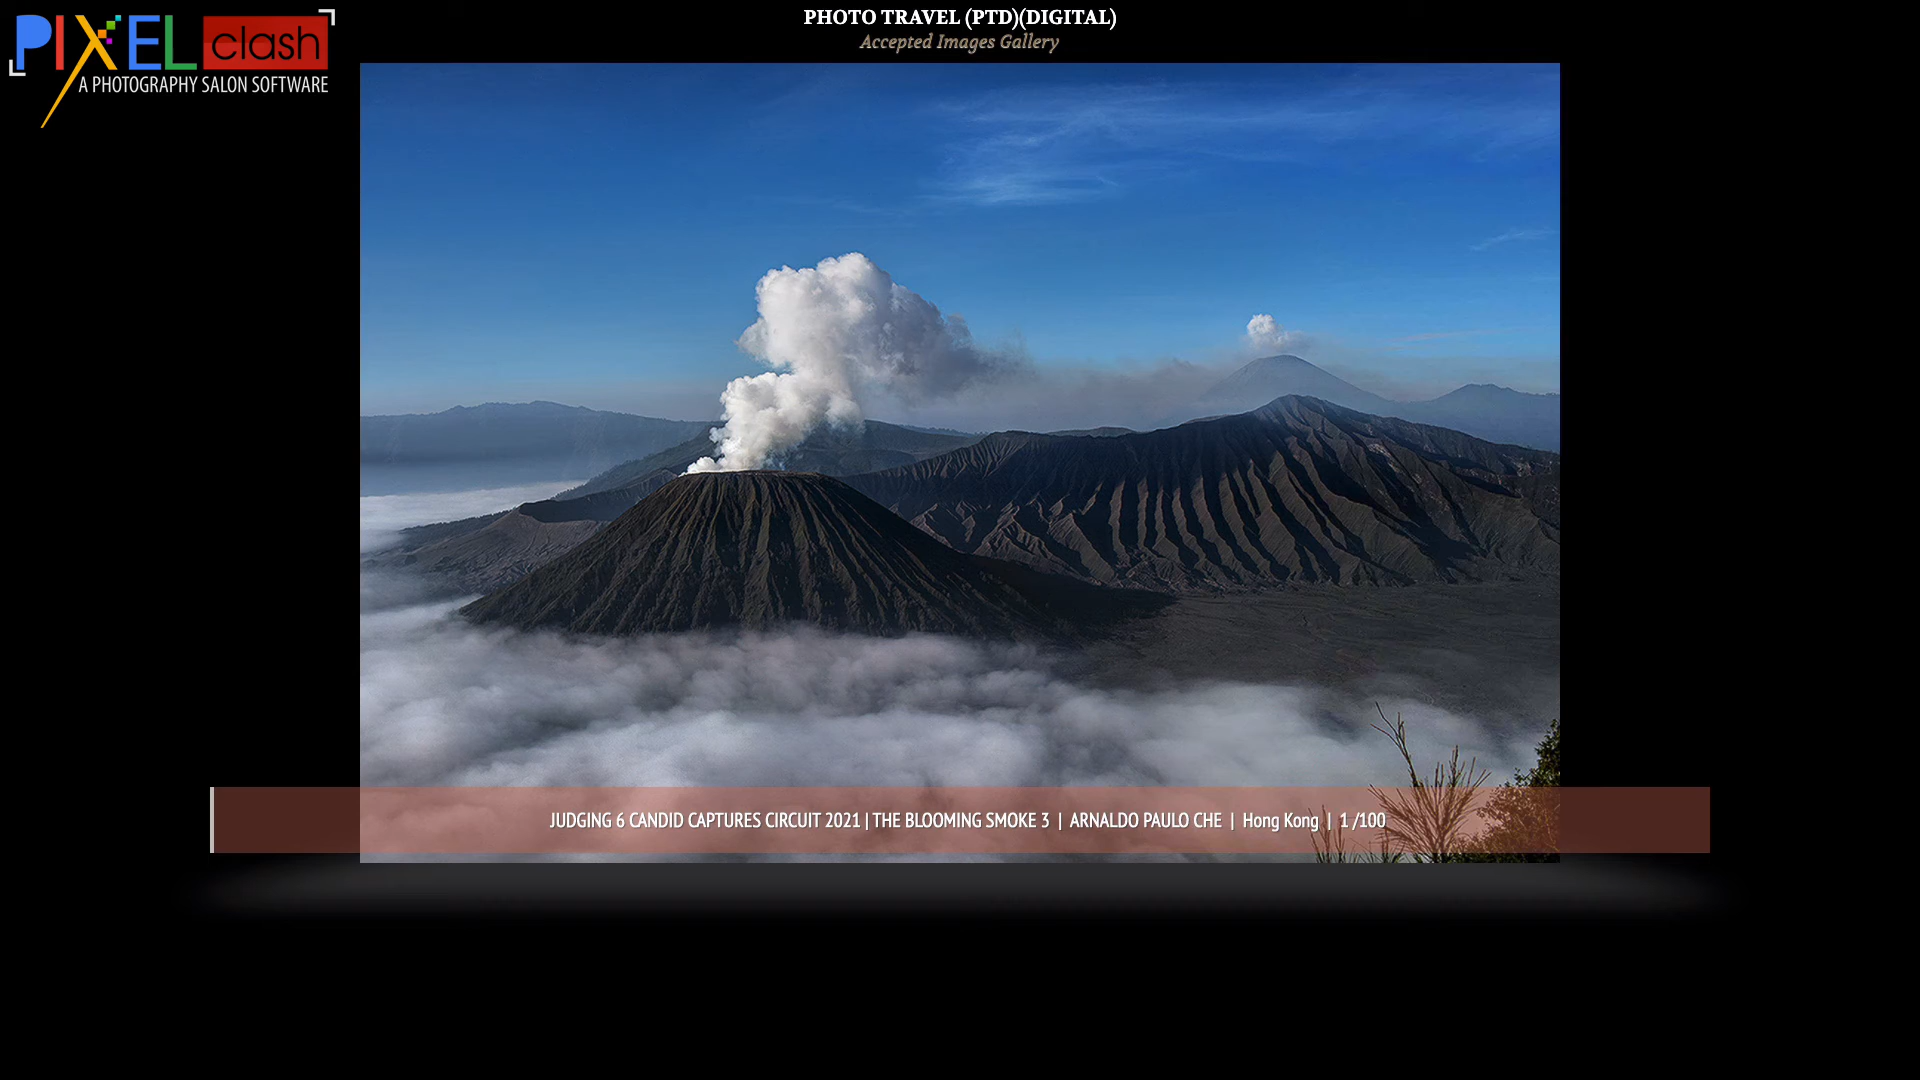 PIXEL clash
A PHOTOGRAPHY SALON SOFTWARE
PHOTO TRAVEL (PTD)(DIGITAL)
Accepted Images Gallery
JUDGING 6 CANDID CAPTURES CIRCUIT 2021 | THE BLOOMING SMOKE 3 | ARNALDO PAULO CHE | Hong Kong | 1 /100